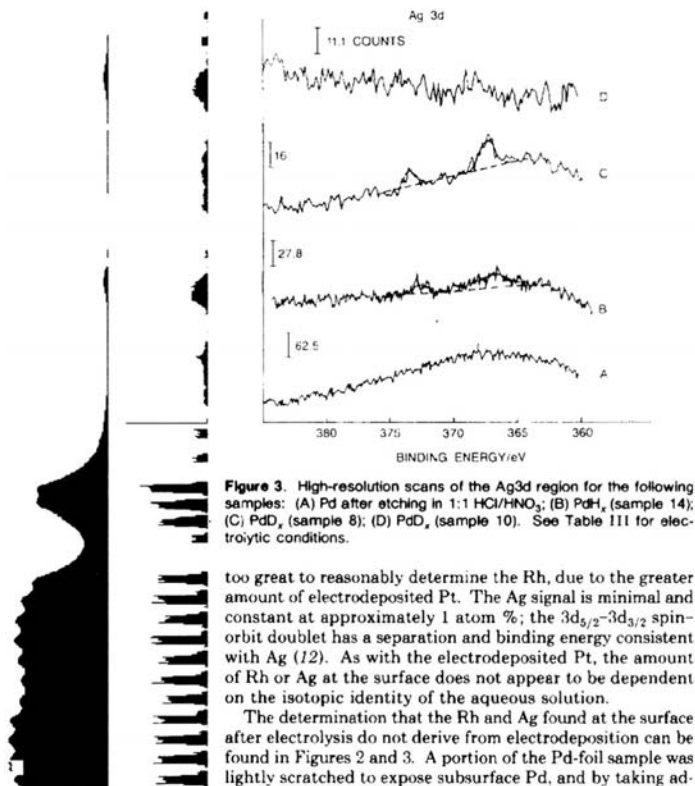 Ag 3d
11.1 COUNTS
D
16
C
27.8
B
62.5
A
380 375 370 365 360
BINDING ENERGY/eV
Figure 3. High-resolution scans of the Ag3d region for the following
samples: (A) Pd after etching in 1:1 HCl/HNO₃; (B) PdHₓ (sample 14);
(C) PdDₓ (sample 8); (D) PdDₓ (sample 10). See Table III for elec-
trolytic conditions.
too great to reasonably determine the Rh, due to the greater
amount of electrodeposited Pt. The Ag signal is minimal and
constant at approximately 1 atom %; the 3d₅/₂–3d₃/₂ spin-
orbit doublet has a separation and binding energy consistent
with Ag (12). As with the electrodeposited Pt, the amount
of Rh or Ag at the surface does not appear to be dependent
on the isotopic identity of the aqueous solution.
The determination that the Rh and Ag found at the surface
after electrolysis do not derive from electrodeposition can be
found in Figures 2 and 3. A portion of the Pd-foil sample was
lightly scratched to expose subsurface Pd, and by taking ad-